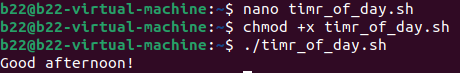 b22@b22-virtual-machine:~$ nano timr_of_day.sh
b22@b22-virtual-machine:~$ chmod +x timr_of_day.sh
b22@b22-virtual-machine:~$ ./timr_of_day.sh
Good afternoon!